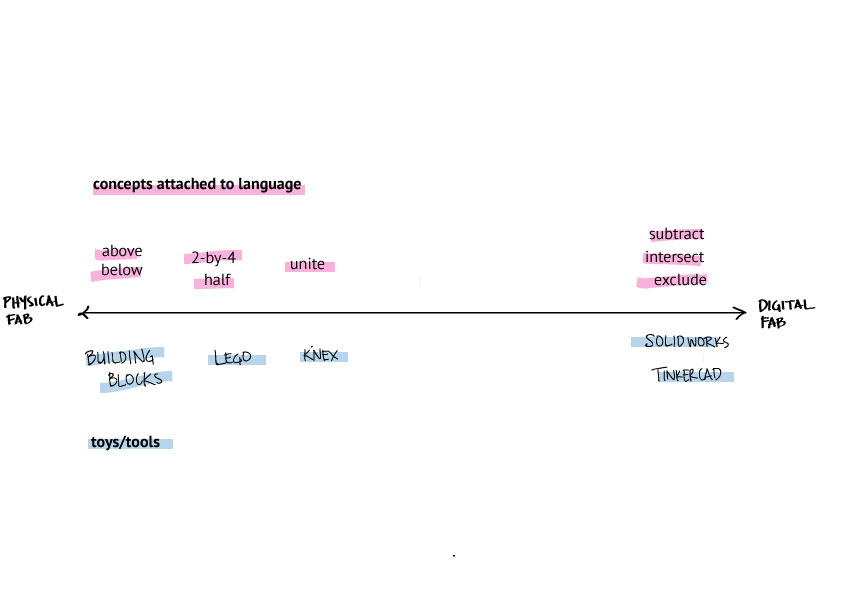 concepts attached to language
above
below
2-by-4
half
unite
subtract
intersect
exclude
PHYSICAL
FAB
DIGITAL
FAB
BUILDING
BLOCKS
LEGO
K'NEX
SOLIDWORKS
TINKERCAD
toys/tools